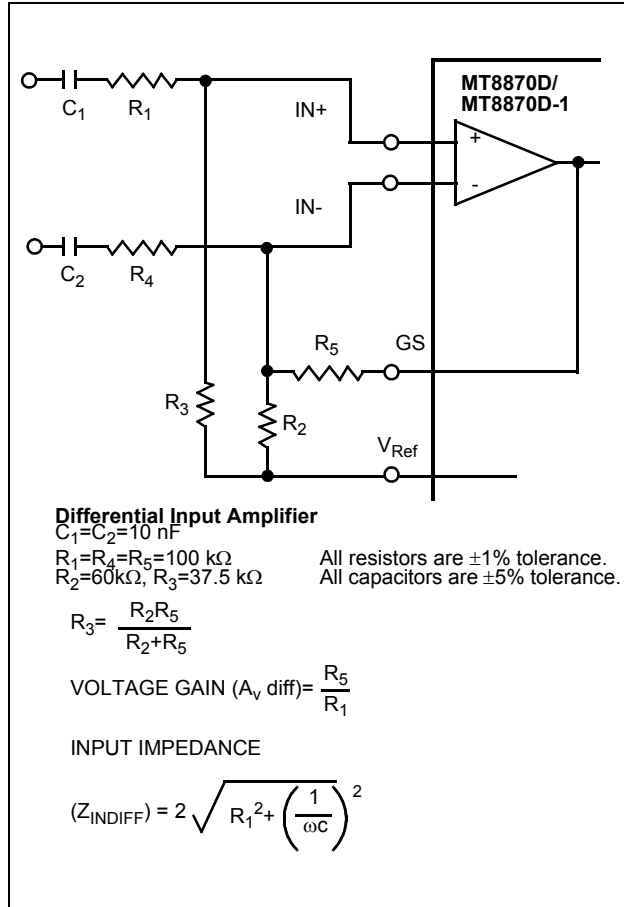 MT8870D/
MT8870D-1
C₁ R₁ IN+
+
-
IN-
C₂ R₄
R₅ GS
R₃ R₂
V_Ref
Differential Input Amplifier
C₁=C₂=10 nF
R₁=R₄=R₅=100 kΩ All resistors are ±1% tolerance.
R₂=60kΩ, R₃=37.5 kΩ All capacitors are ±5% tolerance.
R₃= R₂R₅ / R₂+R₅
VOLTAGE GAIN (Aᵥ diff)= R₅ / R₁
INPUT IMPEDANCE
(Z_INDIFF) = 2 √ R₁²+ (1 / ωc)²